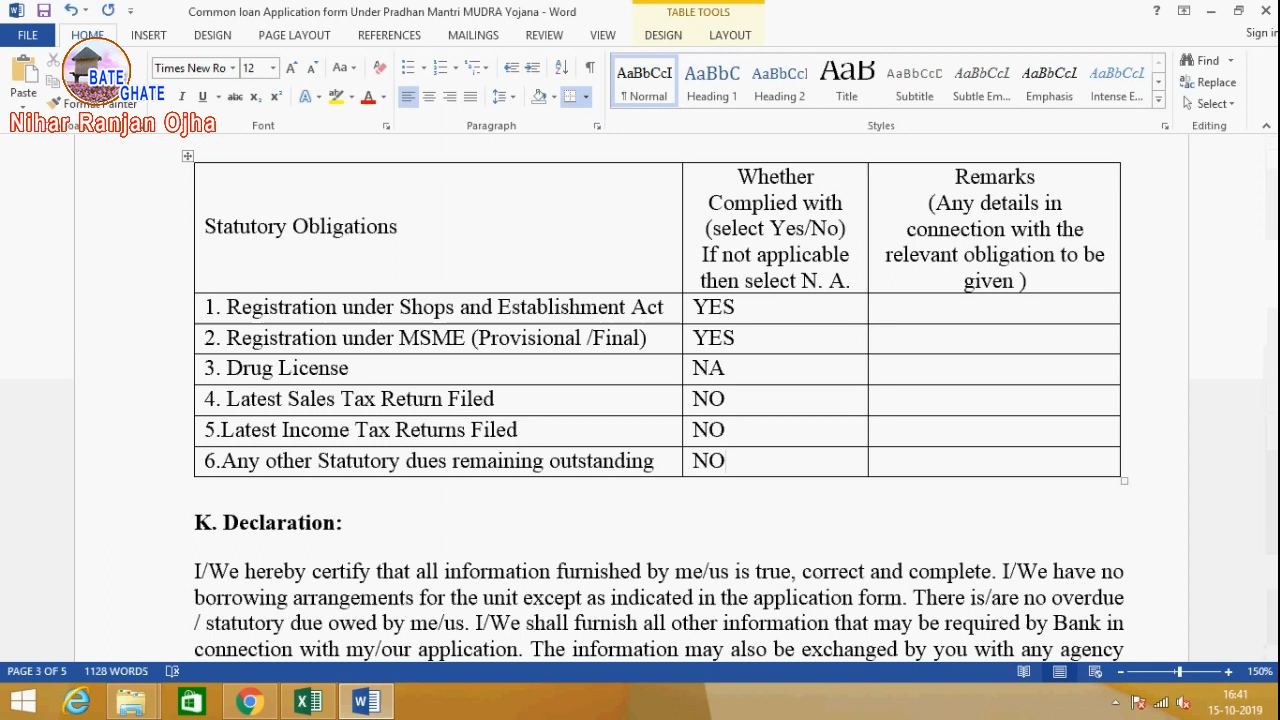 Common loan Application form Under Pradhan Mantri MUDRA Yojana - Word
TABLE TOOLS
?
FILE
HOME
INSERT
DESIGN
PAGE LAYOUT
REFERENCES
MAILINGS
REVIEW
VIEW
DESIGN
LAYOUT
Sign in
Paste
Format Painter
BATE
GHATE
Nihar Ranjan Ojha
Times New Ro
12
Aa
I U abc x₂ x²
A
Font
Paragraph
AaBbCcI AaBbC AaBbCc AaB AaBbCcC AaBbCcI AaBbCcI AaBbCcI
¶ Normal Heading 1 Heading 2 Title Subtitle Subtle Em... Emphasis Intense E...
Styles
Find
Replace
Select
Editing
Statutory Obligations
Whether
Complied with
(select Yes/No)
If not applicable
then select N. A.
Remarks
(Any details in
connection with the
relevant obligation to be
given )
1. Registration under Shops and Establishment Act YES
2. Registration under MSME (Provisional /Final) YES
3. Drug License NA
4. Latest Sales Tax Return Filed NO
5.Latest Income Tax Returns Filed NO
6.Any other Statutory dues remaining outstanding NO
K. Declaration:
I/We hereby certify that all information furnished by me/us is true, correct and complete. I/We have no
borrowing arrangements for the unit except as indicated in the application form. There is/are no overdue
/ statutory due owed by me/us. I/We shall furnish all other information that may be required by Bank in
connection with my/our application. The information may also be exchanged by you with any agency
PAGE 3 OF 5 1128 WORDS
150%
16:41
15-10-2019